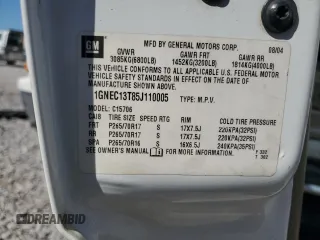 GM
MFD BY GENERAL MOTORS CORP. 08/04
GVWR GAWR FRT GAWR RR
3085KG(6800LB) 1452KG(3200LB) 1814KG(4000LB)
THIS VEHICLE CONFORMS TO ALL APPLICABLE U.S. FEDERAL MOTOR
VEHICLE SAFETY STANDARDS IN EFFECT ON THE DATE OF
MANUFACTURE SHOWN ABOVE.
1GNEC13T85J110005 TYPE: M.P.V.
MODEL: C15706
CAB TIRE SIZE SPEED RTG RIM COLD TIRE PRESSURE
FRT P265/70R17 S 17X7.5J 220KPA(32PSI)
RR P265/70R17 S 17X7.5J 220KPA(32PSI)
SPA P265/70R16 S 16X6.5J 240KPA(35PSI)
SEE OWNER'S MANUAL FOR MORE INFORMATION.
DREAMBID